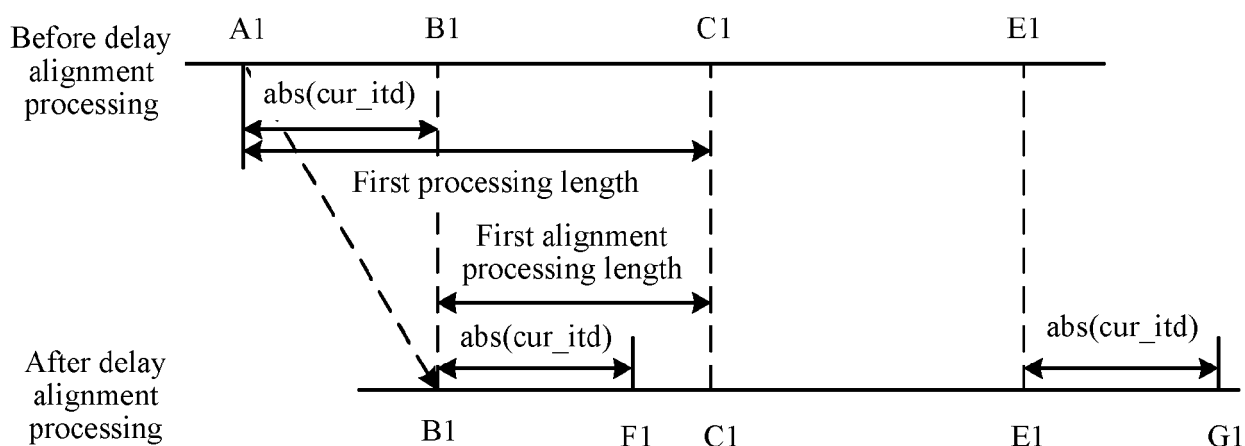 A1 B1 C1 E1
Before delay
alignment
processing
abs(cur_itd)
First processing length
First alignment
processing length
abs(cur_itd)
abs(cur_itd)
After delay
alignment
processing
B1 F1 C1 E1 G1